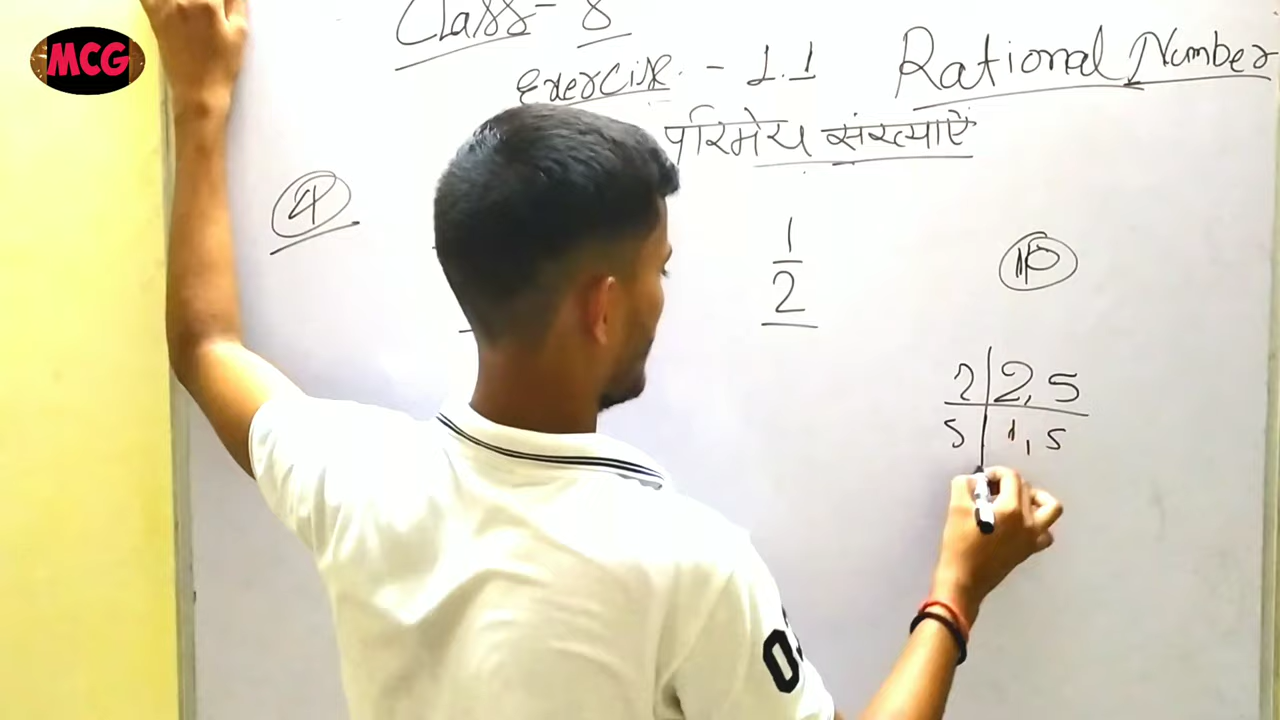 MCG
Class- 8
Exercise. - 1.1 Rational Number
परिमेय संख्याएँ
4
1
2
10
2 | 2, 5
5 | 1, 5